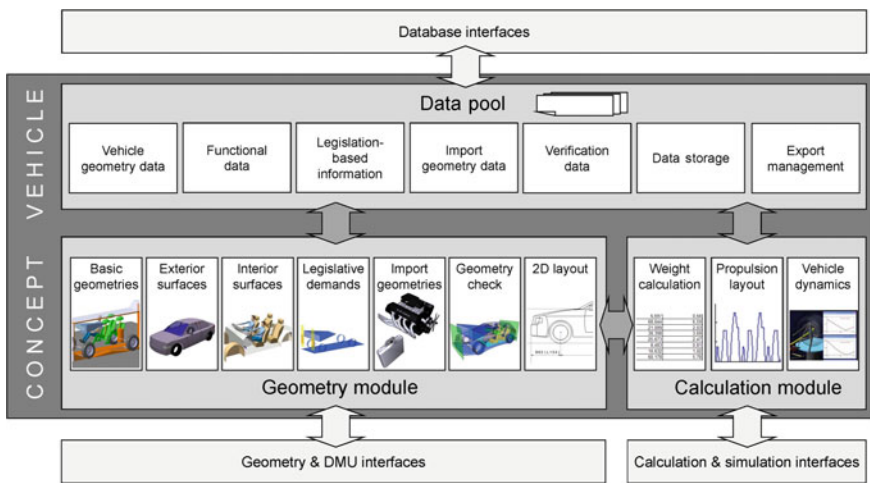 Database interfaces
CONCEPT VEHICLE
Data pool
Vehicle
geometry data
Functional
data
Legislation-
based
information
Import
geometry data
Verification
data
Data storage
Export
management
Basic
geometries
Exterior
surfaces
Interior
surfaces
Legislative
demands
Import
geometries
Geometry
check
2D layout
Geometry module
Weight
calculation
Propulsion
layout
Vehicle
dynamics
Calculation module
Geometry & DMU interfaces
Calculation & simulation interfaces